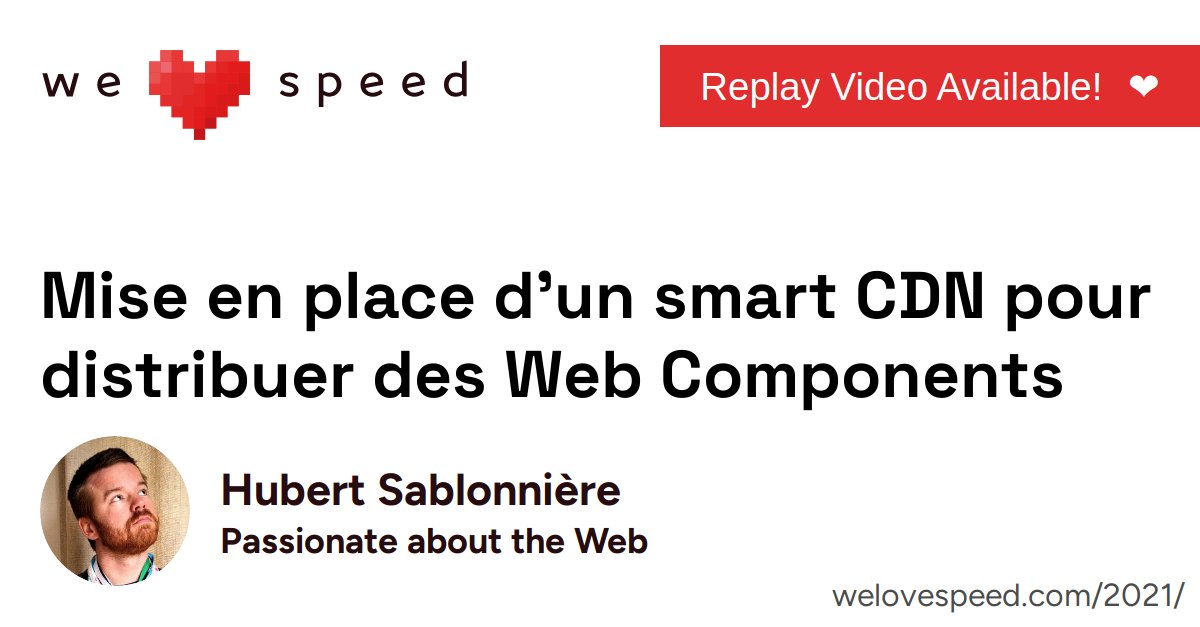 we ❤ speed
Replay Video Available! ❤
Mise en place d’un smart CDN pour
distribuer des Web Components
Hubert Sablonnière
Passionate about the Web
welovespeed.com/2021/